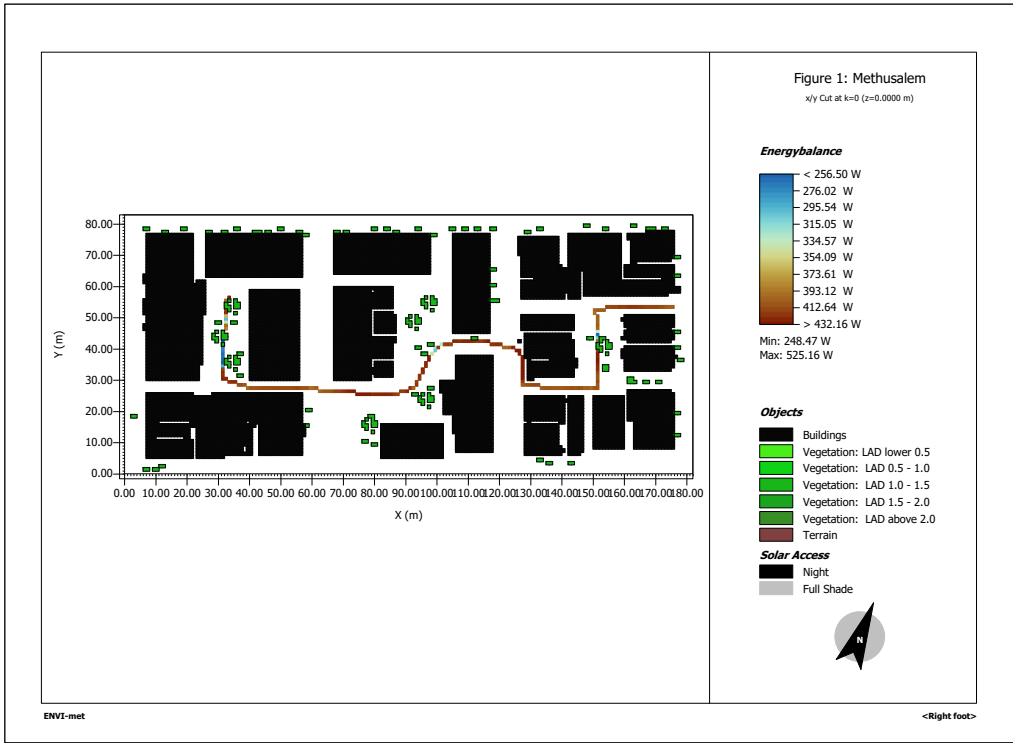 Figure 1: Methusalem
x/y Cut at k=0 (z=0.0000 m)
Energybalance
< 256.50 W
276.02 W
295.54 W
315.05 W
334.57 W
354.09 W
373.61 W
393.12 W
412.64 W
> 432.16 W
Min: 248.47 W
Max: 525.16 W
80.00
70.00
60.00
50.00
40.00
30.00
20.00
10.00
0.00
Y (m)
0.00 10.00 20.00 30.00 40.00 50.00 60.00 70.00 80.00 90.00 100.00 110.00 120.00 130.00 140.00 150.00 160.00 170.00 180.00
X (m)
Objects
Buildings
Vegetation: LAD lower 0.5
Vegetation: LAD 0.5 - 1.0
Vegetation: LAD 1.0 - 1.5
Vegetation: LAD 1.5 - 2.0
Vegetation: LAD above 2.0
Terrain
Solar Access
Night
Full Shade
N
ENVI-met
<Right foot>